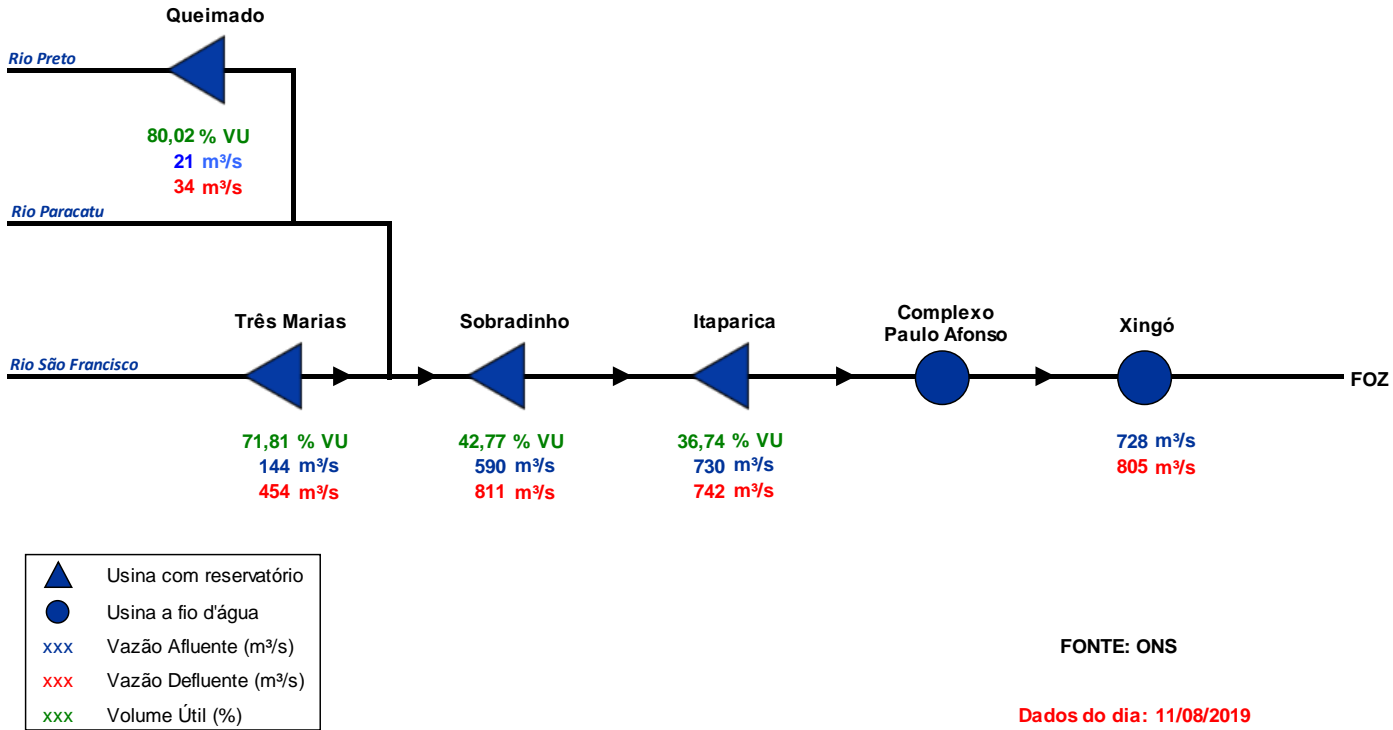 Queimado
Rio Preto
80,02 % VU
21 m³/s
34 m³/s
Rio Paracatu
Três Marias
Sobradinho
Itaparica
Complexo
Paulo Afonso
Xingó
Rio São Francisco
FOZ
71,81 % VU
144 m³/s
454 m³/s
42,77 % VU
590 m³/s
811 m³/s
36,74 % VU
730 m³/s
742 m³/s
728 m³/s
805 m³/s
Usina com reservatório
Usina a fio d'água
xxx Vazão Afluente (m³/s)
xxx Vazão Defluente (m³/s)
xxx Volume Útil (%)
FONTE: ONS
Dados do dia: 11/08/2019